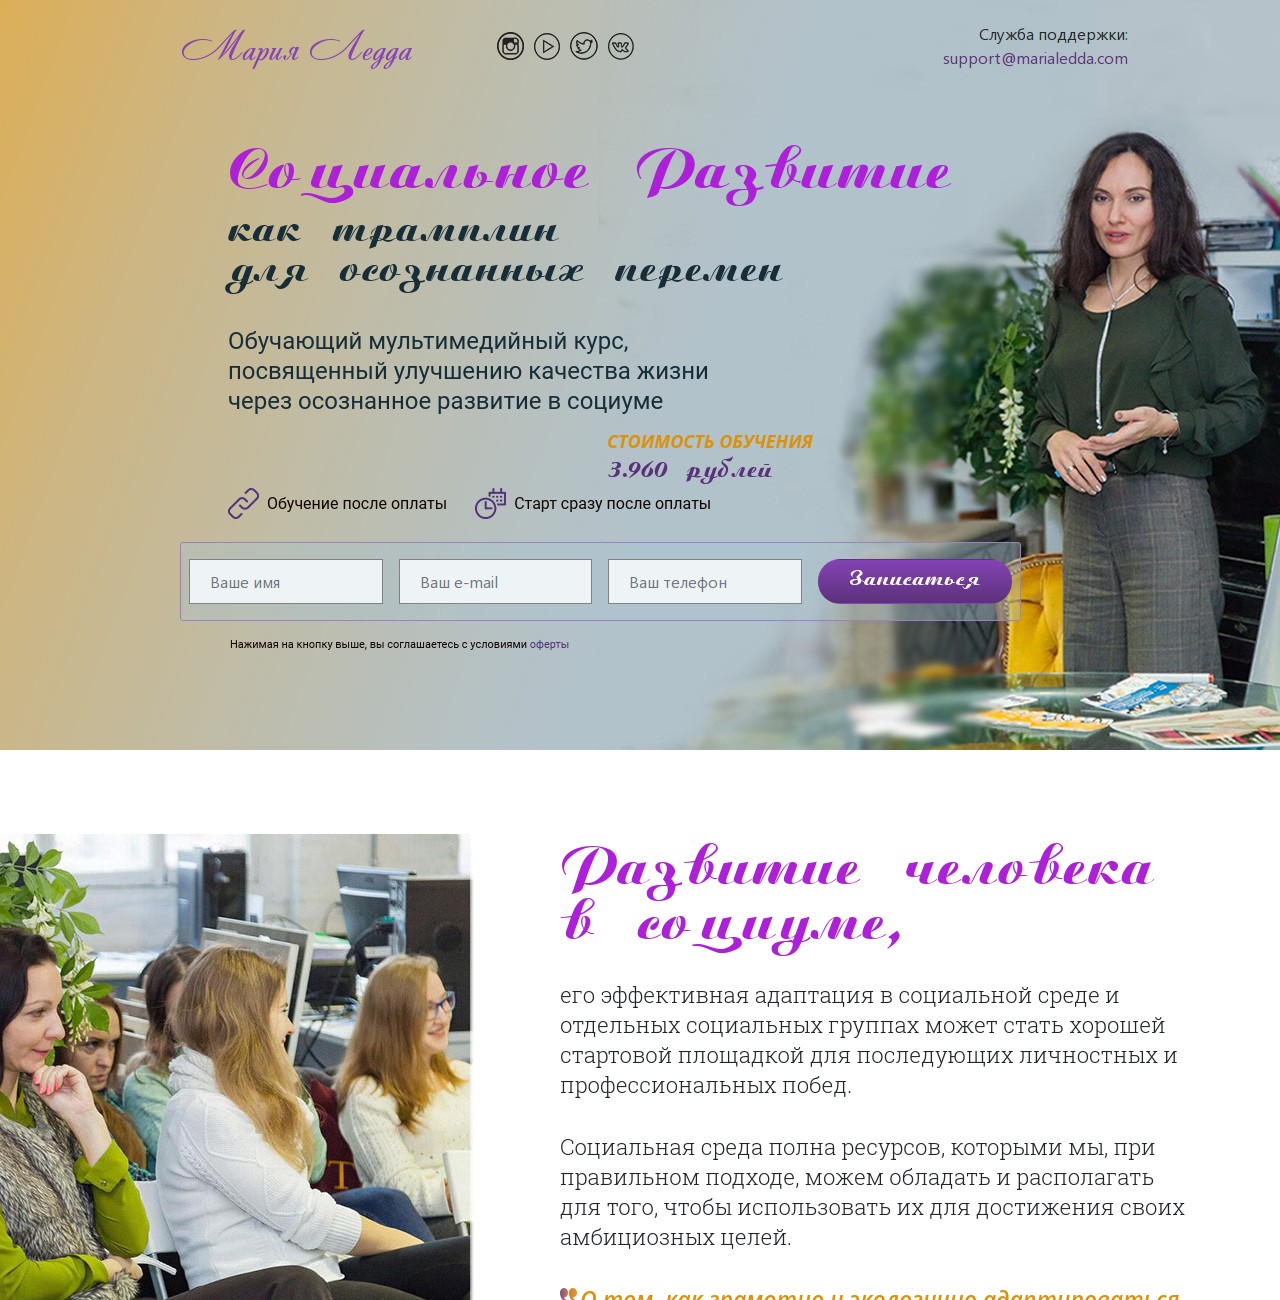 Мария Ледда
Служба поддержки:
support@marialedda.com
Социальное Развитие
как трамплин
для осознанных перемен
Обучающий мультимедийный курс,
посвященный улучшению качества жизни
через осознанное развитие в социуме
СТОИМОСТЬ ОБУЧЕНИЯ
3.960 рублей
Обучение после оплаты
Старт сразу после оплаты
Ваше имя
Ваш e-mail
Ваш телефон
Записаться
Нажимая на кнопку выше, вы соглашаетесь с условиями оферты
Развитие человека
в социуме,
его эффективная адаптация в социальной среде и
отдельных социальных группах может стать хорошей
стартовой площадкой для последующих личностных и
профессиональных побед.
Социальная среда полна ресурсов, которыми мы, при
правильном подходе, можем обладать и располагать
для того, чтобы использовать их для достижения своих
амбициозных целей.
О том, как грамотно и экологично адаптироваться